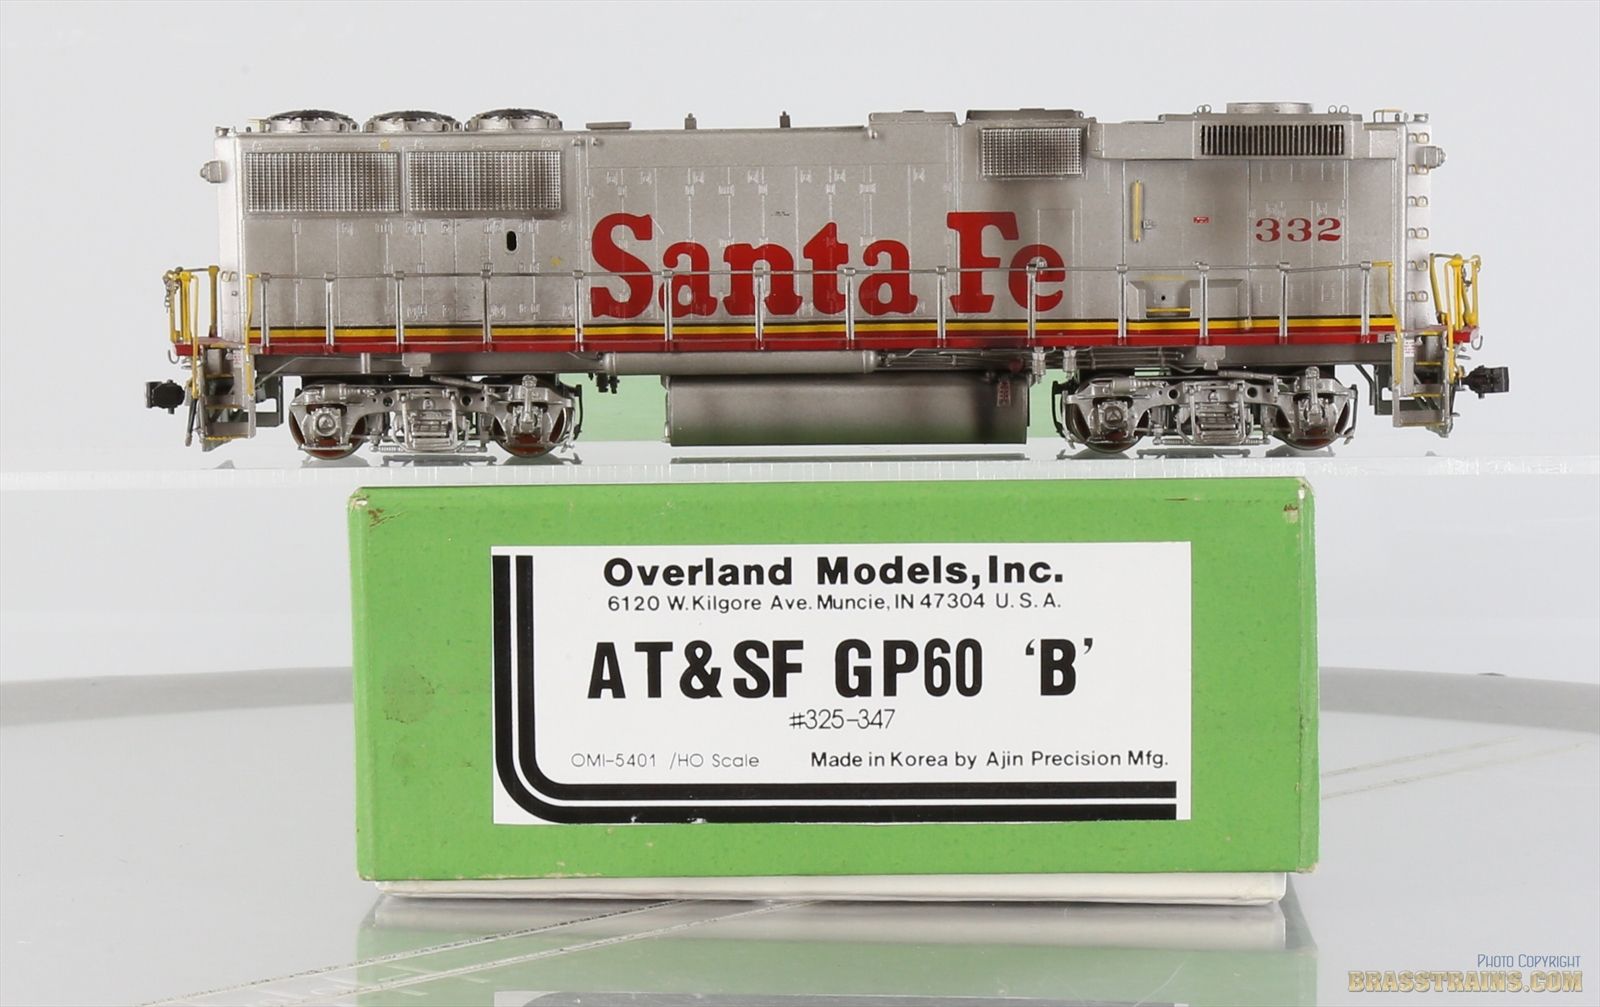 Santa Fe
332
Overland Models, Inc.
6120 W. Kilgore Ave. Muncie, IN 47304 U.S.A.
AT&SF GP60 'B'
#325-347
OMI-5401 /HO Scale Made in Korea by Ajin Precision Mfg.
PHOTO COPYRIGHT
BRASSTRAINS.COM